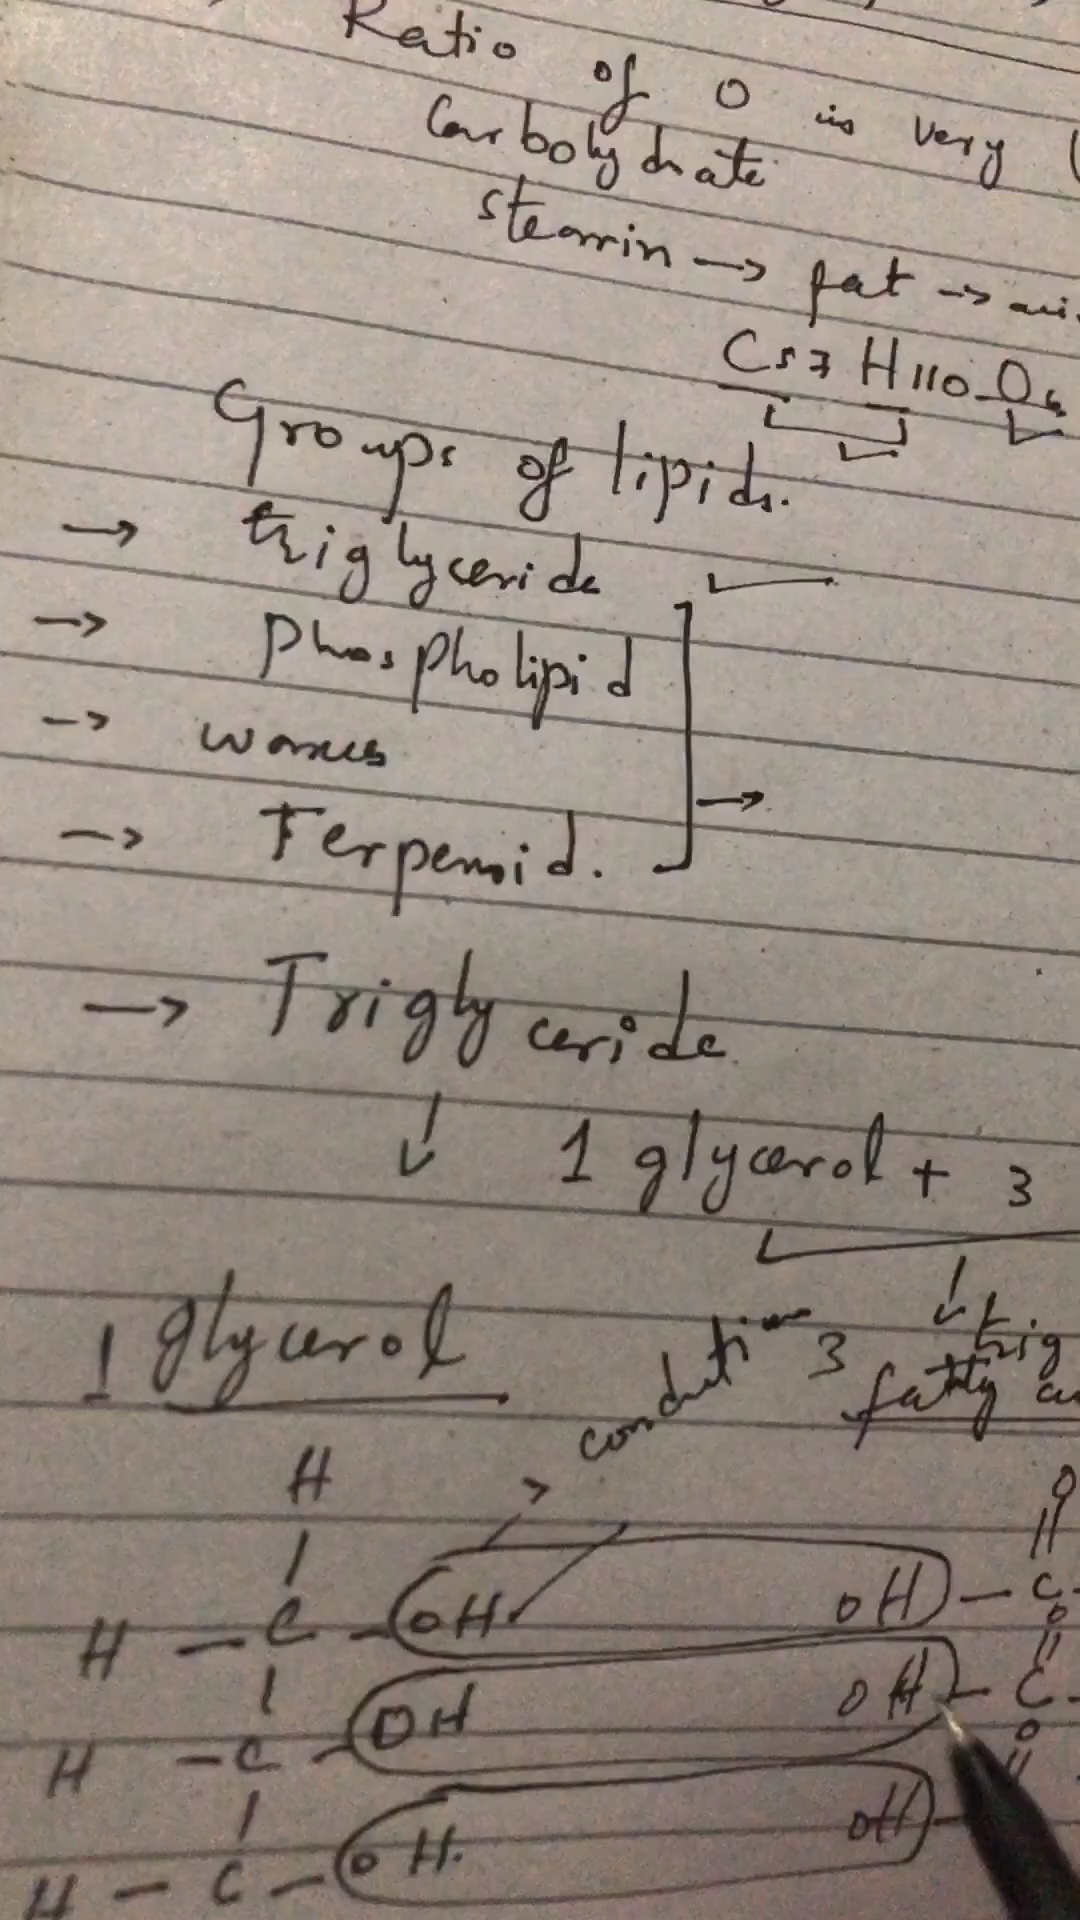 Ratio of O is very
Carbohydrate
stearin → fat →
C57 H110 O6
Groups of lipids.
→ triglyceride
→ Phospholipid
→ waxes
→ Terpenoid.
→ Triglyceride
1 glycerol + 3
trig
1 glycerol 3 fatty
H
O
H - C - OH OH - C
O
H - C - OH OH - C
O
H - C - OH. OH -